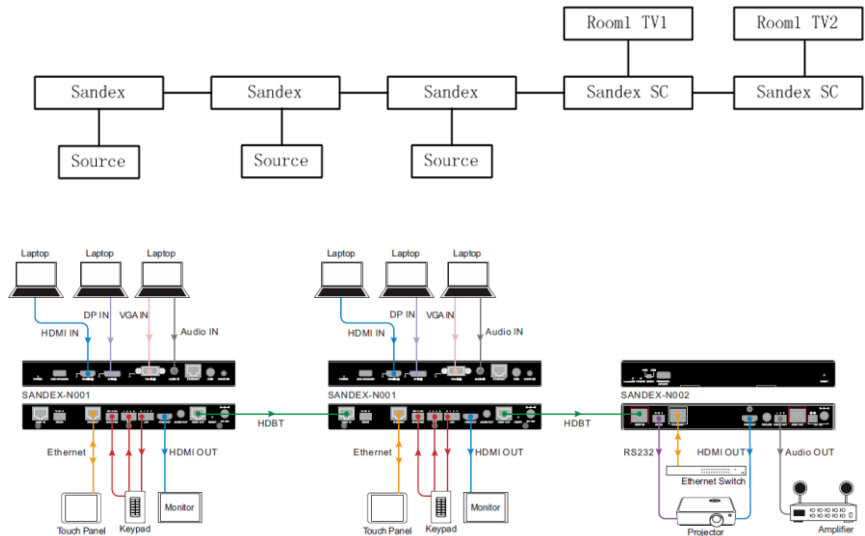 Room1 TV1
Room1 TV2
Sandex
Sandex
Sandex
Sandex SC
Sandex SC
Source
Source
Source
Laptop
Laptop
Laptop
Laptop
Laptop
Laptop
DP IN
VGA IN
HDMI IN
Audio IN
DP IN
VGA IN
HDMI IN
Audio IN
SANDEX-N001
SANDEX-N001
SANDEX-N002
HDBT
HDBT
Ethernet
HDMI OUT
Ethernet
HDMI OUT
RS232
HDMI OUT
Audio OUT
Ethernet Switch
Monitor
Monitor
Touch Panel
Keypad
Touch Panel
Keypad
Projector
Amplifier